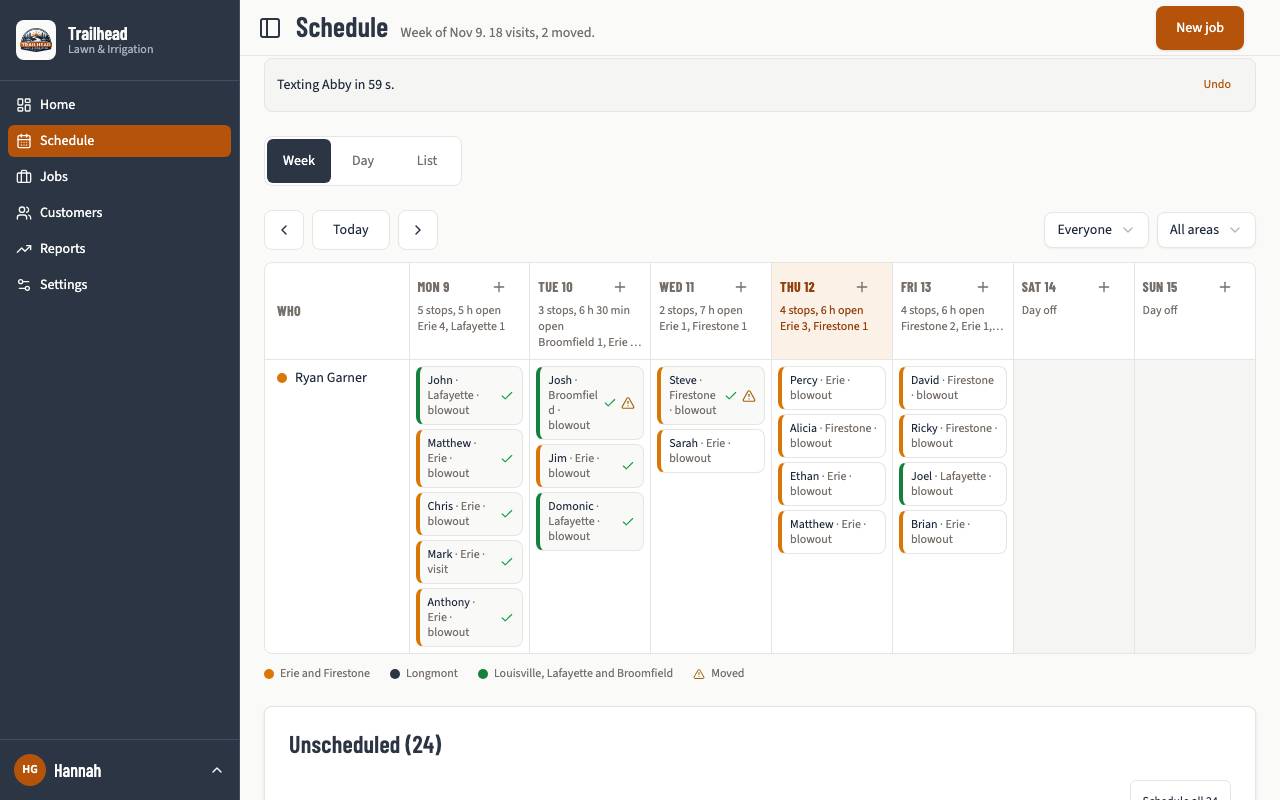 Trailhead
Lawn & Irrigation
Schedule
Week of Nov 9. 18 visits, 2 moved.
New job
Home
Schedule
Jobs
Customers
Reports
Settings
HG
Hannah
Texting Abby in 59 s.
Undo
Week
Day
List
Today
Everyone
All areas
WHO
MON 9
5 stops, 5 h open
Erie 4, Lafayette 1
TUE 10
3 stops, 6 h 30 min
open
Broomfield 1, Erie ...
WED 11
2 stops, 7 h open
Erie 1, Firestone 1
THU 12
4 stops, 6 h open
Erie 3, Firestone 1
FRI 13
4 stops, 6 h open
Firestone 2, Erie 1,...
SAT 14
Day off
SUN 15
Day off
Ryan Garner
John ·
Lafayette ·
blowout
Matthew ·
Erie ·
blowout
Chris · Erie ·
blowout
Mark · Erie ·
visit
Anthony ·
Erie ·
blowout
Josh ·
Broomfiel
d ·
blowout
Jim · Erie ·
blowout
Domonic ·
Lafayette ·
blowout
Steve ·
Firestone
· blowout
Sarah · Erie ·
blowout
Percy · Erie ·
blowout
Alicia · Firestone ·
blowout
Ethan · Erie ·
blowout
Matthew · Erie ·
blowout
David · Firestone
· blowout
Ricky · Firestone ·
blowout
Joel · Lafayette ·
blowout
Brian · Erie ·
blowout
Erie and Firestone
Longmont
Louisville, Lafayette and Broomfield
Moved
Unscheduled (24)
Schedule all 24